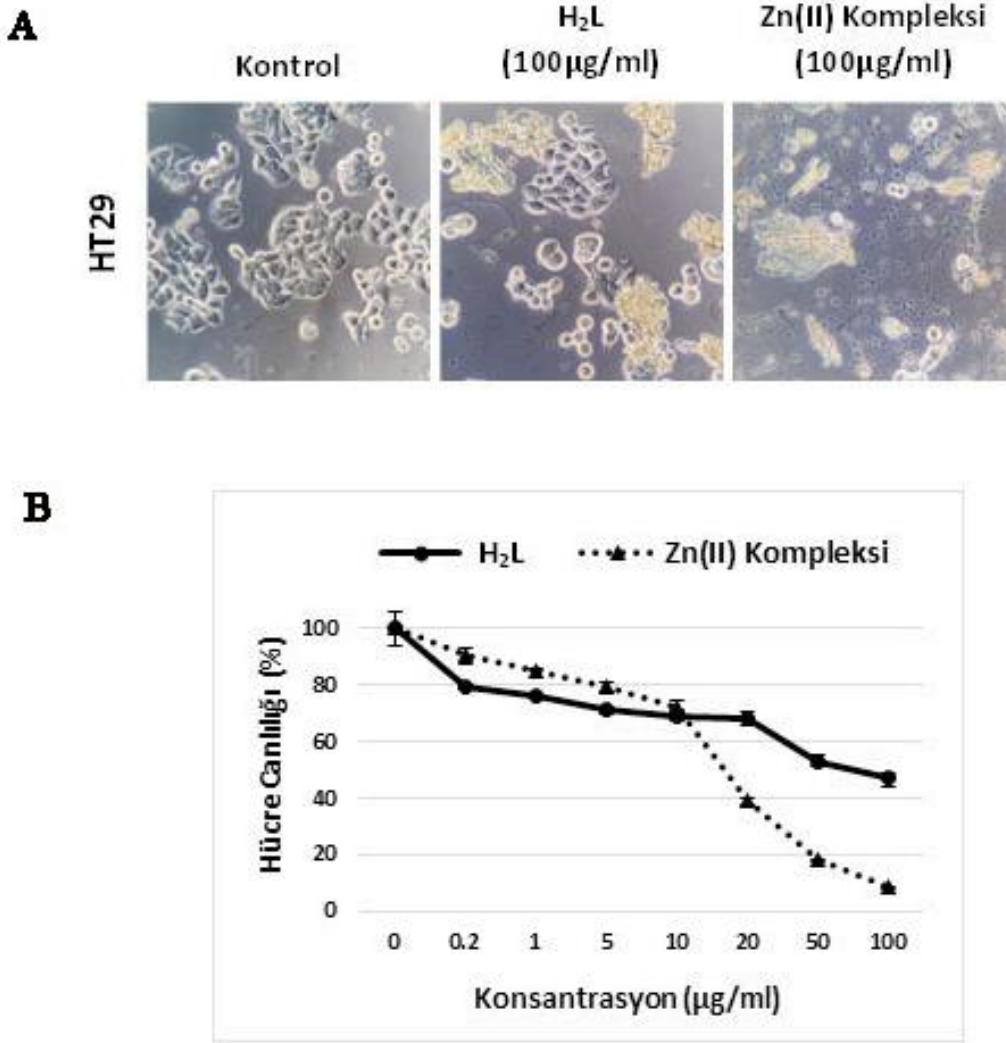 A
Kontrol
H₂L
(100µg/ml)
Zn(II) Kompleksi
(100µg/ml)
HT29
B
H₂L
Zn(II) Kompleksi
Hücre Canlılığı (%)
100
80
60
40
20
0
0 0.2 1 5 10 20 50 100
Konsantrasyon (µg/ml)